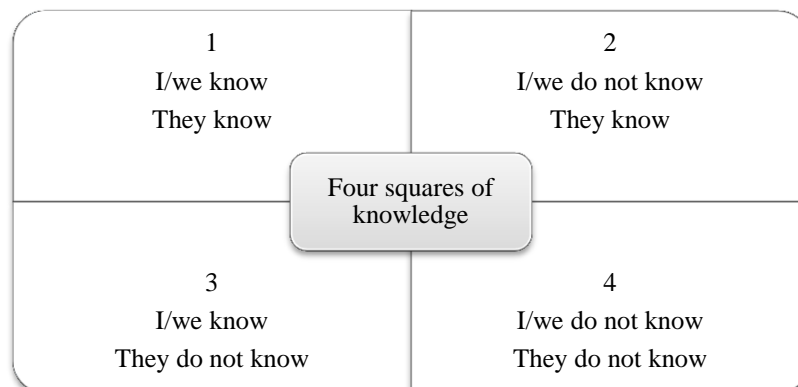 1
I/we know
They know
2
I/we do not know
They know
Four squares of
knowledge
3
I/we know
They do not know
4
I/we do not know
They do not know